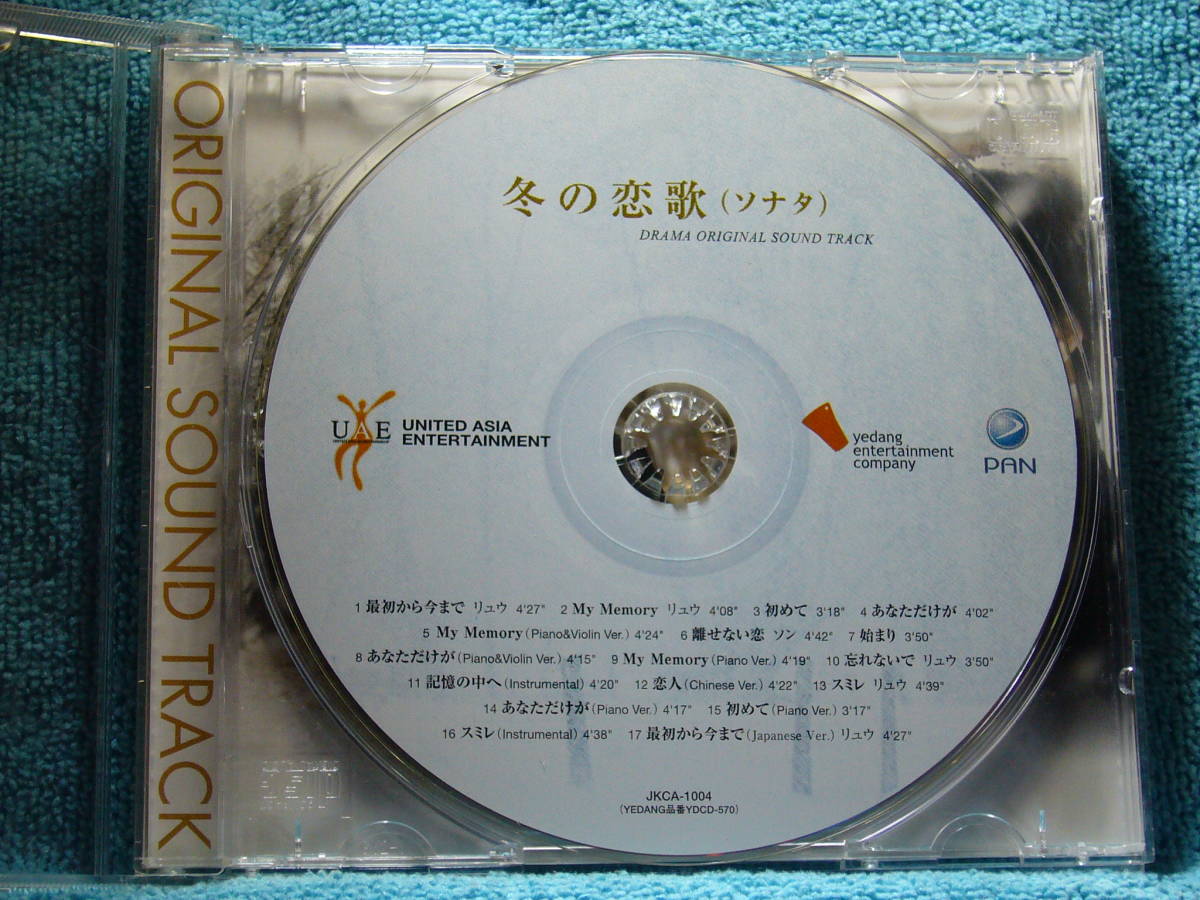 ORIGINAL SOUND TRACK
冬の恋歌(ソナタ)
DRAMA ORIGINAL SOUND TRACK
UAE
UNITED ASIA
ENTERTAINMENT
yedang
entertainment
company
PAN
1 最初から今まで リュウ 4'27" 2 My Memory リュウ 4'08" 3 初めて 3'18" 4 あなただけが 4'02"
5 My Memory(Piano&Violin Ver.) 4'24" 6 離せない恋 ソン 4'42" 7 始まり 3'50"
8 あなただけが(Piano&Violin Ver.) 4'15" 9 My Memory(Piano Ver.) 4'19" 10 忘れないで リュウ 3'50"
11 記憶の中へ(Instrumental) 4'20" 12 恋人(Chinese Ver.) 4'22" 13 スミレ リュウ 4'39"
14 あなただけが(Piano Ver.) 4'17" 15 初めて(Piano Ver.) 3'17"
16 スミレ(Instrumental) 4'38" 17 最初から今まで(Japanese Ver.) リュウ 4'27"
JKCA-1004
(YEDANG品番YDCD-570)